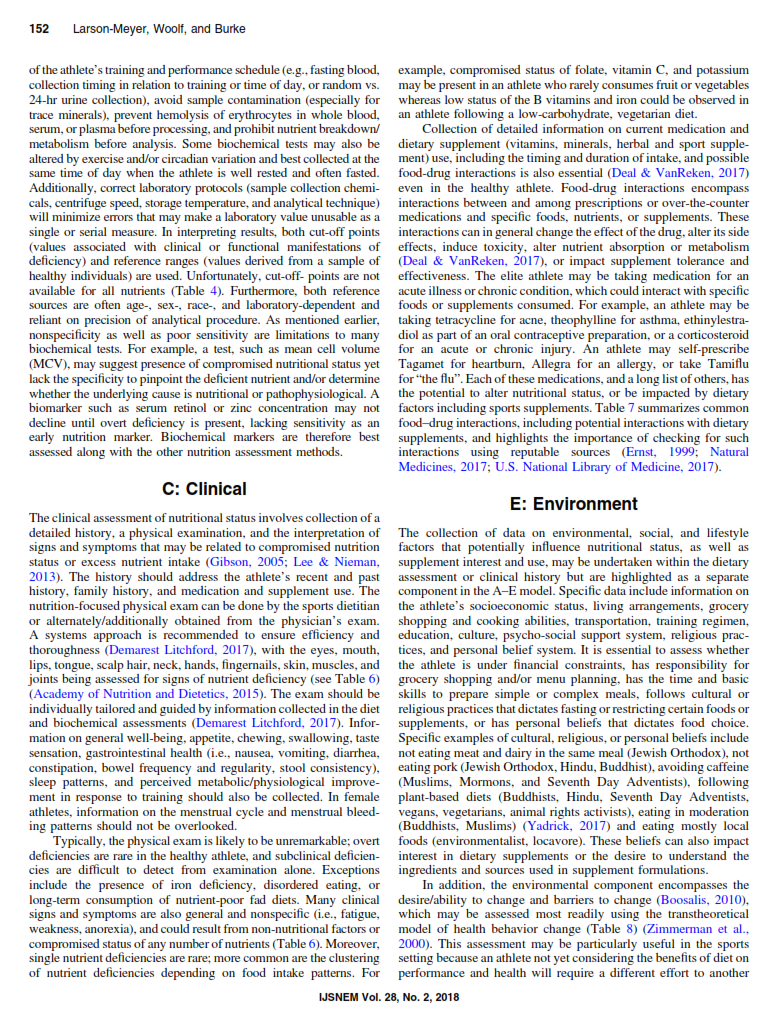 152 Larson-Meyer, Woolf, and Burke
of the athlete's training and performance schedule (e.g., fasting blood,
collection timing in relation to training or time of day, or random vs.
24-hr urine collection), avoid sample contamination (especially for
trace minerals), prevent hemolysis of erythrocytes in whole blood,
serum, or plasma before processing, and prohibit nutrient breakdown/
metabolism before analysis. Some biochemical tests may also be
altered by exercise and/or circadian variation and best collected at the
same time of day when the athlete is well rested and often fasted.
Additionally, correct laboratory protocols (sample collection chemi-
cals, centrifuge speed, storage temperature, and analytical technique)
will minimize errors that may make a laboratory value unusable as a
single or serial measure. In interpreting results, both cut-off points
(values associated with clinical or functional manifestations of
deficiency) and reference ranges (values derived from a sample of
healthy individuals) are used. Unfortunately, cut-off- points are not
available for all nutrients (Table 4). Furthermore, both reference
sources are often age-, sex-, race-, and laboratory-dependent and
reliant on precision of analytical procedure. As mentioned earlier,
nonspecificity as well as poor sensitivity are limitations to many
biochemical tests. For example, a test, such as mean cell volume
(MCV), may suggest presence of compromised nutritional status yet
lack the specificity to pinpoint the deficient nutrient and/or determine
whether the underlying cause is nutritional or pathophysiological. A
biomarker such as serum retinol or zinc concentration may not
decline until overt deficiency is present, lacking sensitivity as an
early nutrition marker. Biochemical markers are therefore best
assessed along with the other nutrition assessment methods.
C: Clinical
The clinical assessment of nutritional status involves collection of a
detailed history, a physical examination, and the interpretation of
signs and symptoms that may be related to compromised nutrition
status or excess nutrient intake (Gibson, 2005; Lee & Nieman,
2013). The history should address the athlete's recent and past
history, family history, and medication and supplement use. The
nutrition-focused physical exam can be done by the sports dietitian
or alternately/additionally obtained from the physician's exam.
A systems approach is recommended to ensure efficiency and
thoroughness (Demarest Litchford, 2017), with the eyes, mouth,
lips, tongue, scalp hair, neck, hands, fingernails, skin, muscles, and
joints being assessed for signs of nutrient deficiency (see Table 6)
(Academy of Nutrition and Dietetics, 2015). The exam should be
individually tailored and guided by information collected in the diet
and biochemical assessments (Demarest Litchford, 2017). Infor-
mation on general well-being, appetite, chewing, swallowing, taste
sensation, gastrointestinal health (i.e., nausea, vomiting, diarrhea,
constipation, bowel frequency and regularity, stool consistency),
sleep patterns, and perceived metabolic/physiological improve-
ment in response to training should also be collected. In female
athletes, information on the menstrual cycle and menstrual bleed-
ing patterns should not be overlooked.
Typically, the physical exam is likely to be unremarkable; overt
deficiencies are rare in the healthy athlete, and subclinical deficien-
cies are difficult to detect from examination alone. Exceptions
include the presence of iron deficiency, disordered eating, or
long-term consumption of nutrient-poor fad diets. Many clinical
signs and symptoms are also general and nonspecific (i.e., fatigue,
weakness, anorexia), and could result from non-nutritional factors or
compromised status of any number of nutrients (Table 6). Moreover,
single nutrient deficiencies are rare; more common are the clustering
of nutrient deficiencies depending on food intake patterns. For
example, compromised status of folate, vitamin C, and potassium
may be present in an athlete who rarely consumes fruit or vegetables
whereas low status of the B vitamins and iron could be observed in
an athlete following a low-carbohydrate, vegetarian diet.
Collection of detailed information on current medication and
dietary supplement (vitamins, minerals, herbal and sport supple-
ment) use, including the timing and duration of intake, and possible
food-drug interactions is also essential (Deal & VanReken, 2017)
even in the healthy athlete. Food-drug interactions encompass
interactions between and among prescriptions or over-the-counter
medications and specific foods, nutrients, or supplements. These
interactions can in general change the effect of the drug, alter its side
effects, induce toxicity, alter nutrient absorption or metabolism
(Deal & VanReken, 2017), or impact supplement tolerance and
effectiveness. The elite athlete may be taking medication for an
acute illness or chronic condition, which could interact with specific
foods or supplements consumed. For example, an athlete may be
taking tetracycline for acne, theophylline for asthma, ethinylestra-
diol as part of an oral contraceptive preparation, or a corticosteroid
for an acute or chronic injury. An athlete may self-prescribe
Tagamet for heartburn, Allegra for an allergy, or take Tamiflu
for "the flu". Each of these medications, and a long list of others, has
the potential to alter nutritional status, or be impacted by dietary
factors including sports supplements. Table 7 summarizes common
food–drug interactions, including potential interactions with dietary
supplements, and highlights the importance of checking for such
interactions using reputable sources (Ernst, 1999; Natural
Medicines, 2017; U.S. National Library of Medicine, 2017).
E: Environment
The collection of data on environmental, social, and lifestyle
factors that potentially influence nutritional status, as well as
supplement interest and use, may be undertaken within the dietary
assessment or clinical history but are highlighted as a separate
component in the A–E model. Specific data include information on
the athlete's socioeconomic status, living arrangements, grocery
shopping and cooking abilities, transportation, training regimen,
education, culture, psycho-social support system, religious prac-
tices, and personal belief system. It is essential to assess whether
the athlete is under financial constraints, has responsibility for
grocery shopping and/or menu planning, has the time and basic
skills to prepare simple or complex meals, follows cultural or
religious practices that dictates fasting or restricting certain foods or
supplements, or has personal beliefs that dictates food choice.
Specific examples of cultural, religious, or personal beliefs include
not eating meat and dairy in the same meal (Jewish Orthodox), not
eating pork (Jewish Orthodox, Hindu, Buddhist), avoiding caffeine
(Muslims, Mormons, and Seventh Day Adventists), following
plant-based diets (Buddhists, Hindu, Seventh Day Adventists,
vegans, vegetarians, animal rights activists), eating in moderation
(Buddhists, Muslims) (Yadrick, 2017) and eating mostly local
foods (environmentalist, locavore). These beliefs can also impact
interest in dietary supplements or the desire to understand the
ingredients and sources used in supplement formulations.
In addition, the environmental component encompasses the
desire/ability to change and barriers to change (Boosalis, 2010),
which may be assessed most readily using the transtheoretical
model of health behavior change (Table 8) (Zimmerman et al.,
2000). This assessment may be particularly useful in the sports
setting because an athlete not yet considering the benefits of diet on
performance and health will require a different effort to another
IJSNEM Vol. 28, No. 2, 2018